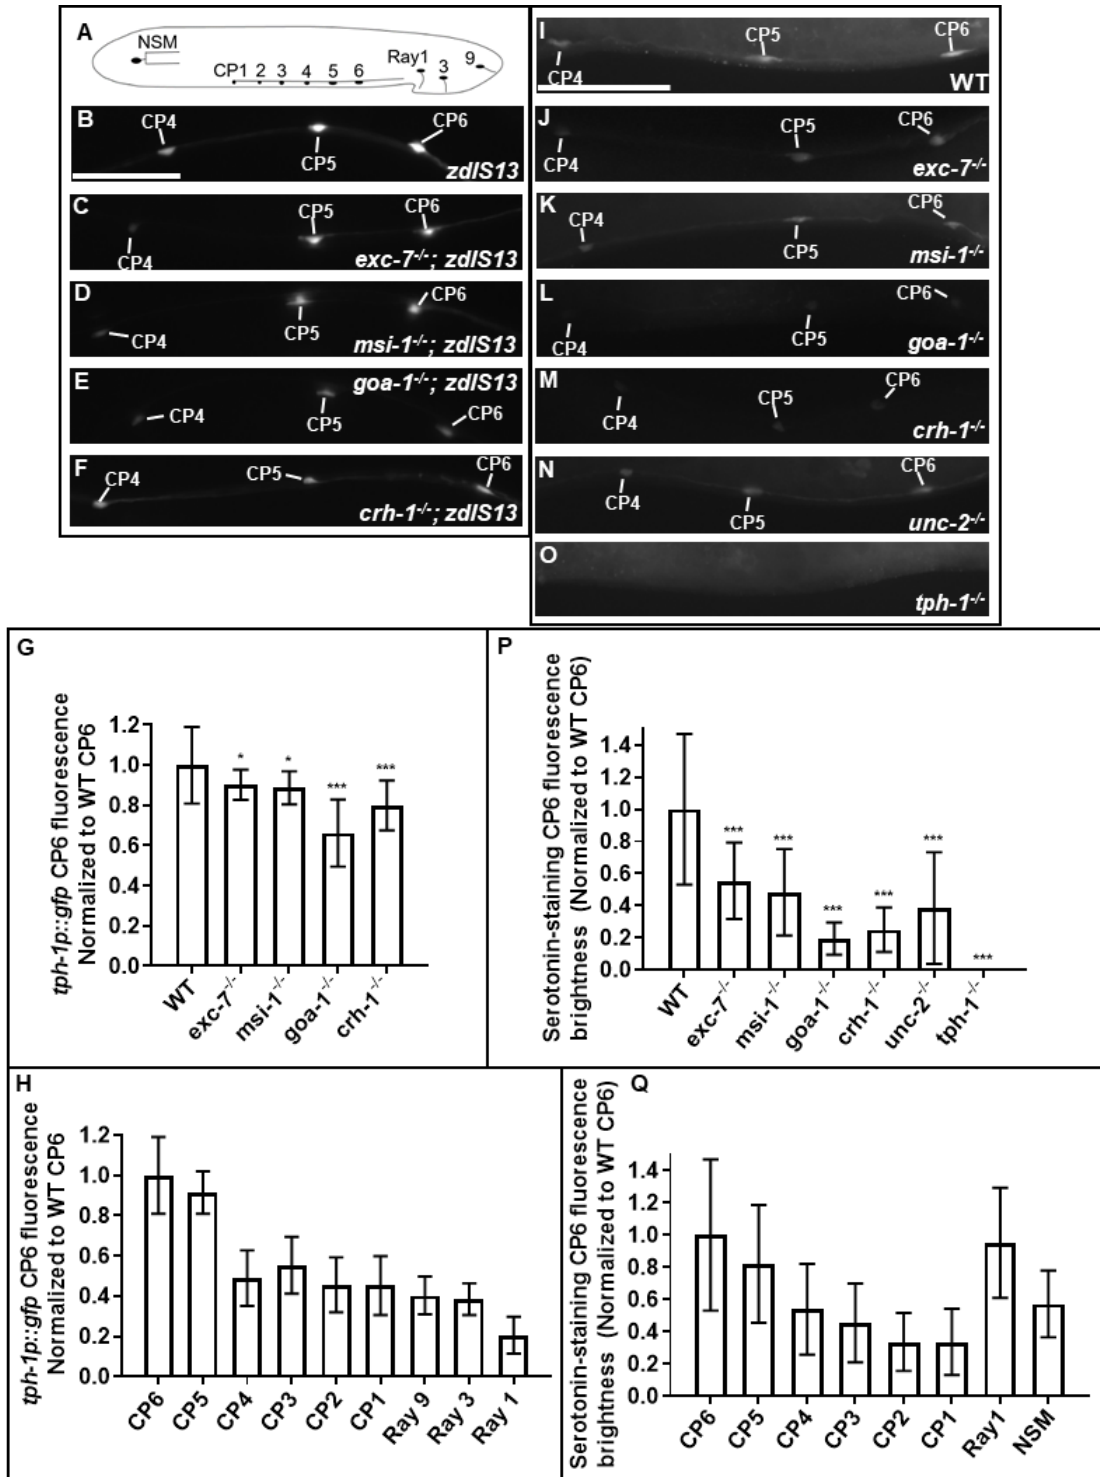 A
NSM
CP1 2 3 4 5 6
Ray1 3 9
B
CP4
CP5
CP6
zdIS13
C
CP4
CP5
CP6
exc-7-/-; zdIS13
D
CP4
CP5
CP6
msi-1-/-; zdIS13
E
goa-1-/-; zdIS13
CP4
CP5
CP6
F
CP4
CP5
CP6
crh-1-/-; zdIS13
I
CP4
CP5
CP6
WT
J
CP4
CP5
CP6
exc-7-/-
K
CP4
CP5
CP6
msi-1-/-
L
CP4
CP5
CP6
goa-1-/-
M
CP4
CP5
CP6
crh-1-/-
N
CP4
CP5
CP6
unc-2-/-
O
tph-1-/-
G
tph-1p::gfp CP6 fluorescence
Normalized to WT CP6
1.2
1.0
0.8
0.6
0.4
0.2
0.0
* * *** ***
WT
exc-7-/-
msi-1-/-
goa-1-/-
crh-1-/-
P
Serotonin-staining CP6 fluorescence
brightness (Normalized to WT CP6)
1.4
1.2
1.0
0.8
0.6
0.4
0.2
0.0
*** *** *** *** *** ***
WT
exc-7-/-
msi-1-/-
goa-1-/-
crh-1-/-
unc-2-/-
tph-1-/-
H
tph-1p::gfp CP6 fluorescence
Normalized to WT CP6
1.2
1.0
0.8
0.6
0.4
0.2
0.0
CP6
CP5
CP4
CP3
CP2
CP1
Ray 9
Ray 3
Ray 1
Q
Serotonin-staining CP6 fluorescence
brightness (Normalized to WT CP6)
1.4
1.2
1.0
0.8
0.6
0.4
0.2
0.0
CP6
CP5
CP4
CP3
CP2
CP1
Ray1
NSM